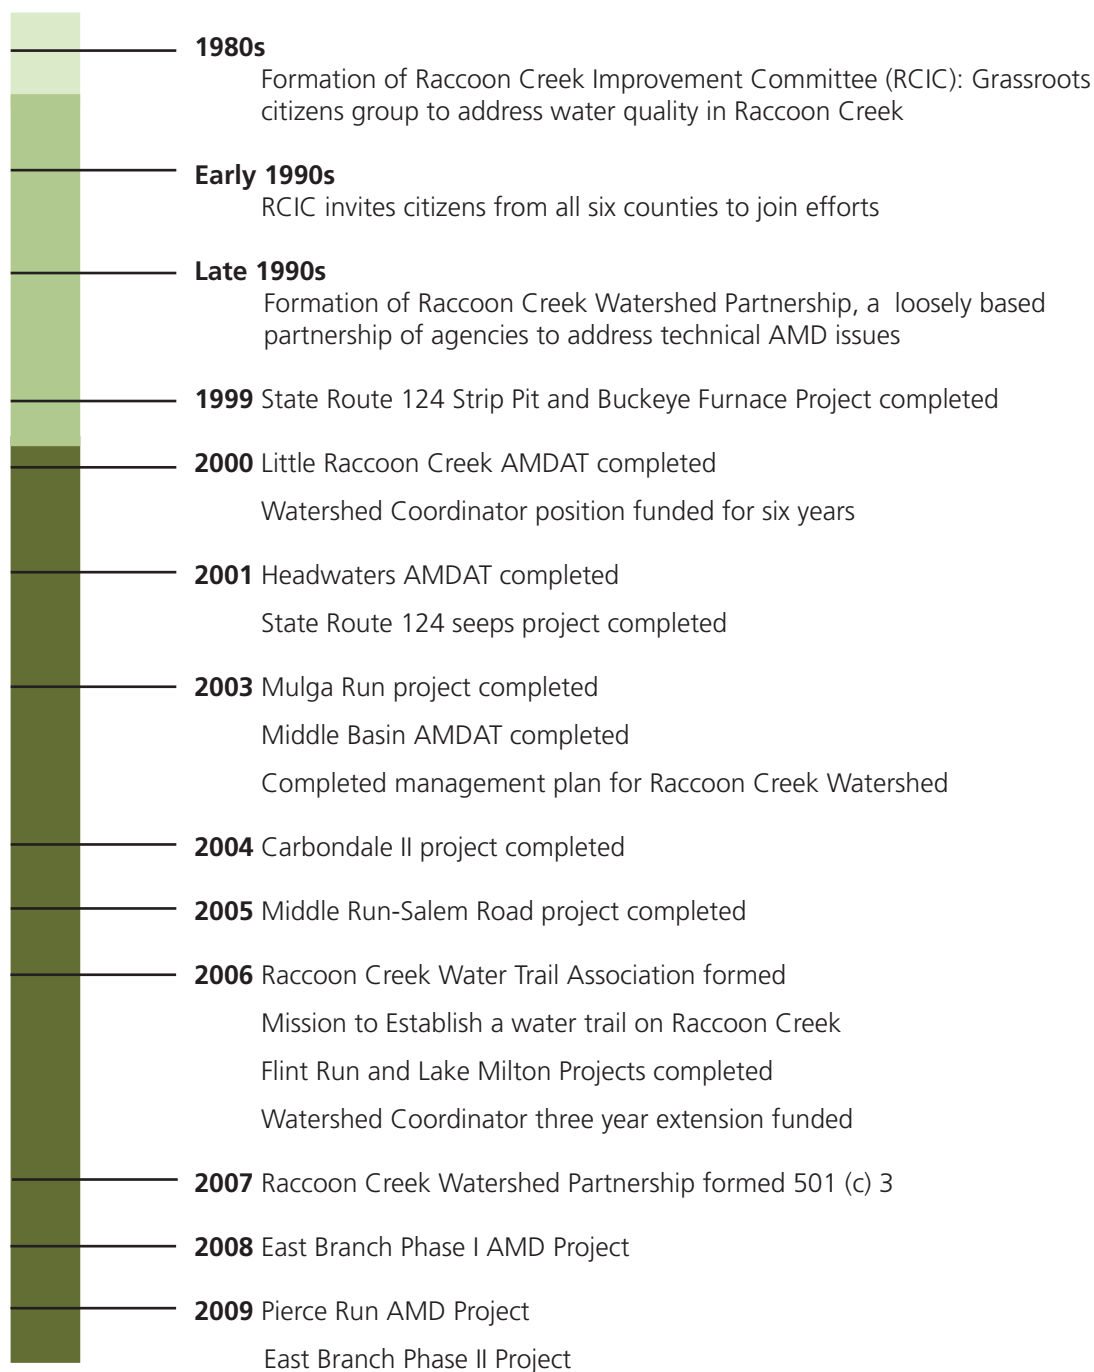 1980s
Formation of Raccoon Creek Improvement Committee (RCIC): Grassroots
citizens group to address water quality in Raccoon Creek
Early 1990s
RCIC invites citizens from all six counties to join efforts
Late 1990s
Formation of Raccoon Creek Watershed Partnership, a loosely based
partnership of agencies to address technical AMD issues
1999 State Route 124 Strip Pit and Buckeye Furnace Project completed
2000 Little Raccoon Creek AMDAT completed
Watershed Coordinator position funded for six years
2001 Headwaters AMDAT completed
State Route 124 seeps project completed
2003 Mulga Run project completed
Middle Basin AMDAT completed
Completed management plan for Raccoon Creek Watershed
2004 Carbondale II project completed
2005 Middle Run-Salem Road project completed
2006 Raccoon Creek Water Trail Association formed
Mission to Establish a water trail on Raccoon Creek
Flint Run and Lake Milton Projects completed
Watershed Coordinator three year extension funded
2007 Raccoon Creek Watershed Partnership formed 501 (c) 3
2008 East Branch Phase I AMD Project
2009 Pierce Run AMD Project
East Branch Phase II Project